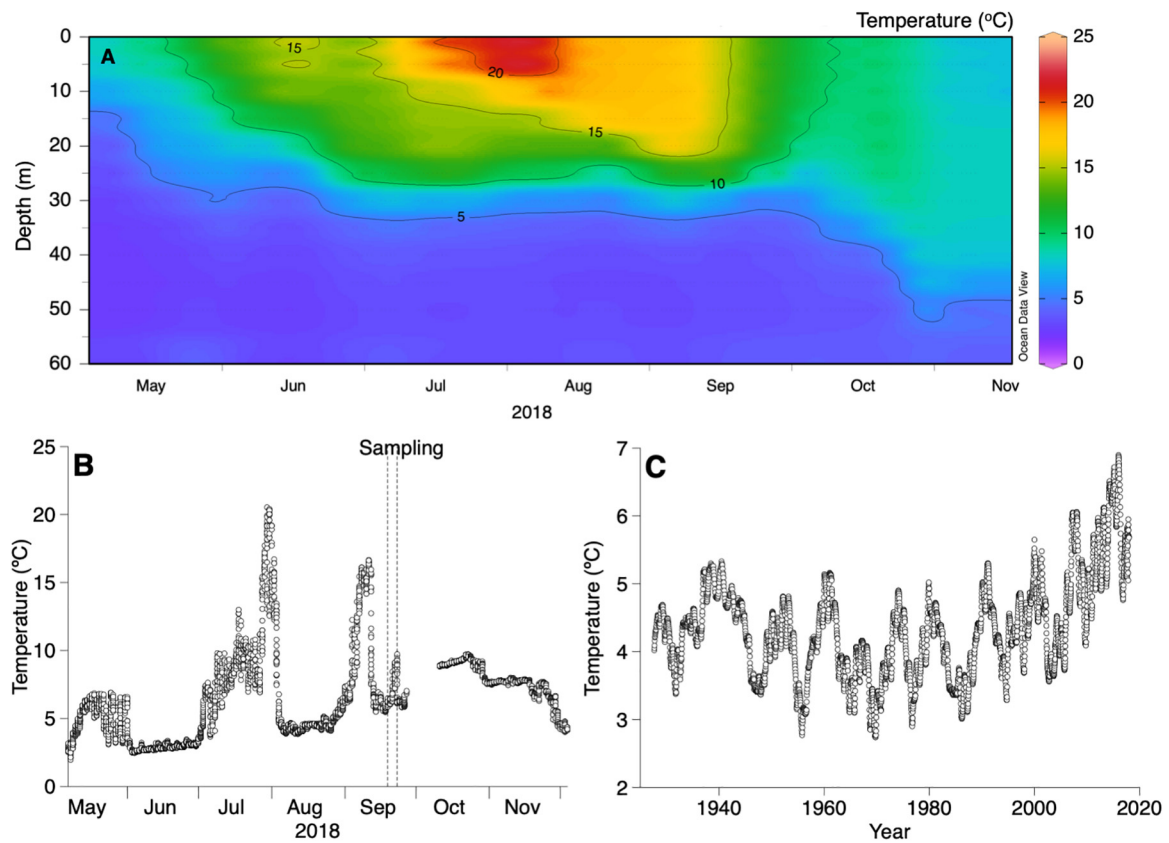 Temperature (ºC)
A
0
10
20
30
40
50
60
Depth (m)
15
20
15
10
5
25
20
15
10
5
0
Ocean Data View
May Jun Jul Aug Sep Oct Nov
2018
B
Sampling
25
20
15
10
5
0
Temperature (ºC)
May Jun Jul Aug Sep Oct Nov
2018
C
7
6
5
4
3
2
Temperature (ºC)
1940 1960 1980 2000 2020
Year